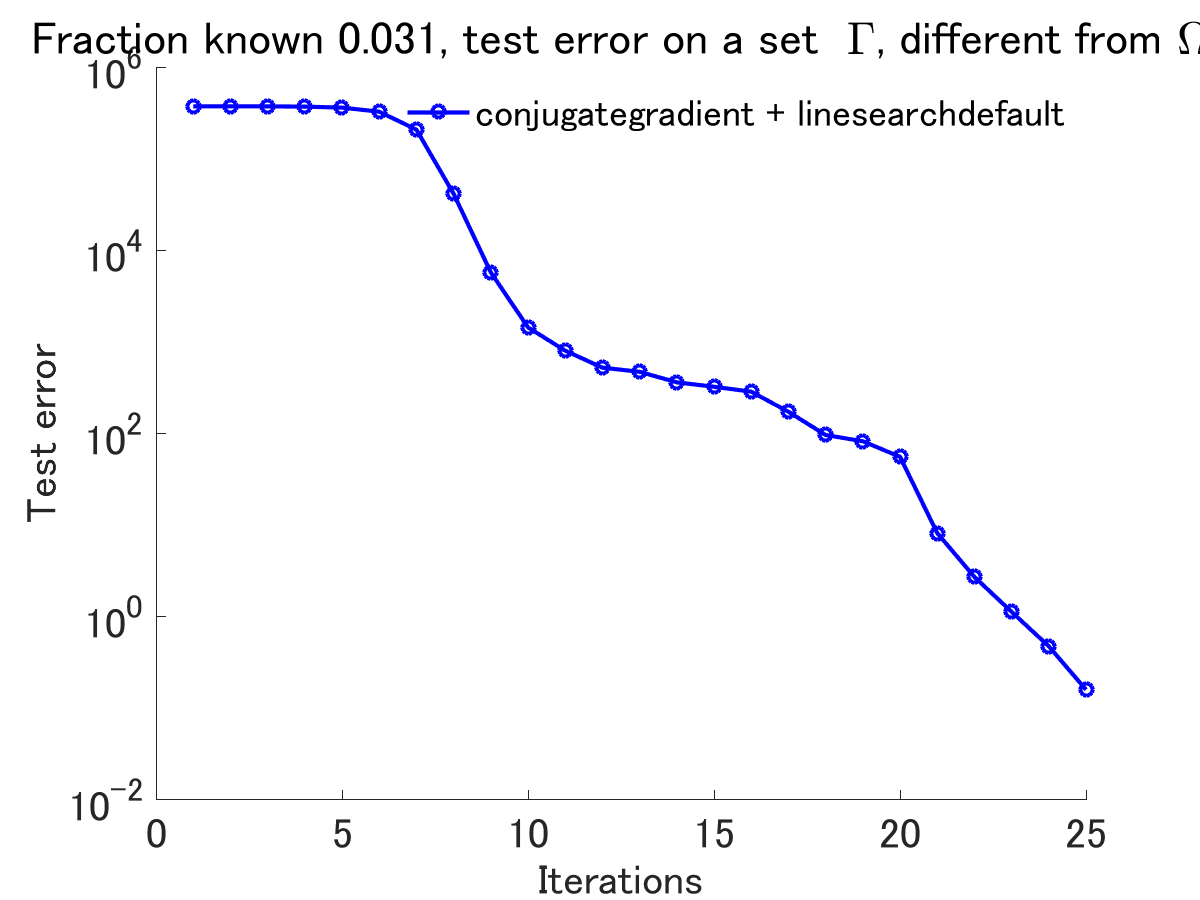 Fraction known 0.031, test error on a set Γ, different from Ω
10^6
conjugategradient + linesearchdefault
10^4
10^2
10^0
10^-2
Test error
0 5 10 15 20 25
Iterations